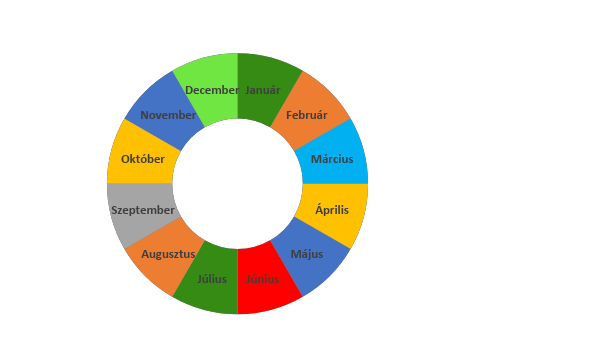 Január
Február
Március
Április
Május
Június
Július
Augusztus
Szeptember
Október
November
December